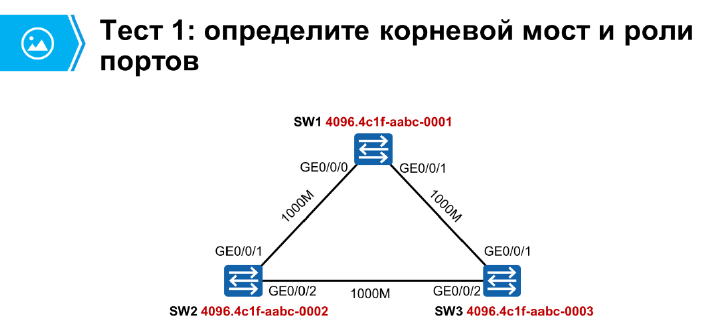 Тест 1: определите корневой мост и роли
портов
SW1 4096.4c1f-aabc-0001
GE0/0/0
GE0/0/1
1000M
1000M
GE0/0/1
GE0/0/1
GE0/0/2
1000M
GE0/0/2
SW2 4096.4c1f-aabc-0002
SW3 4096.4c1f-aabc-0003